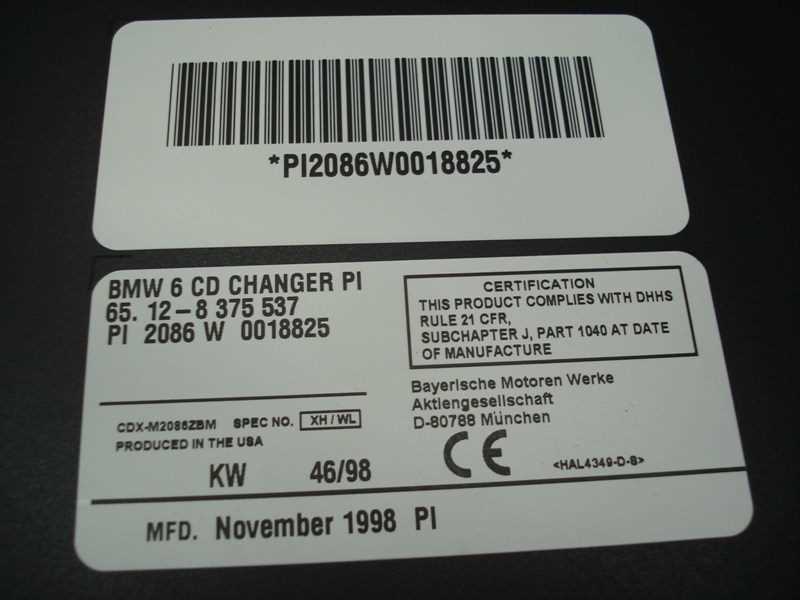 *PI2086W0018825*
BMW 6 CD CHANGER PI
65. 12-8 375 537
PI 2086 W 0018825
CERTIFICATION
THIS PRODUCT COMPLIES WITH DHHS
RULE 21 CFR,
SUBCHAPTER J, PART 1040 AT DATE
OF MANUFACTURE
Bayerische Motoren Werke
Aktiengesellschaft
D-80788 München
CDX-M2086ZBM SPEC NO. XH/WL
PRODUCED IN THE USA
CE
<HAL4349-D-8>
KW 46/98
MFD. November 1998 PI